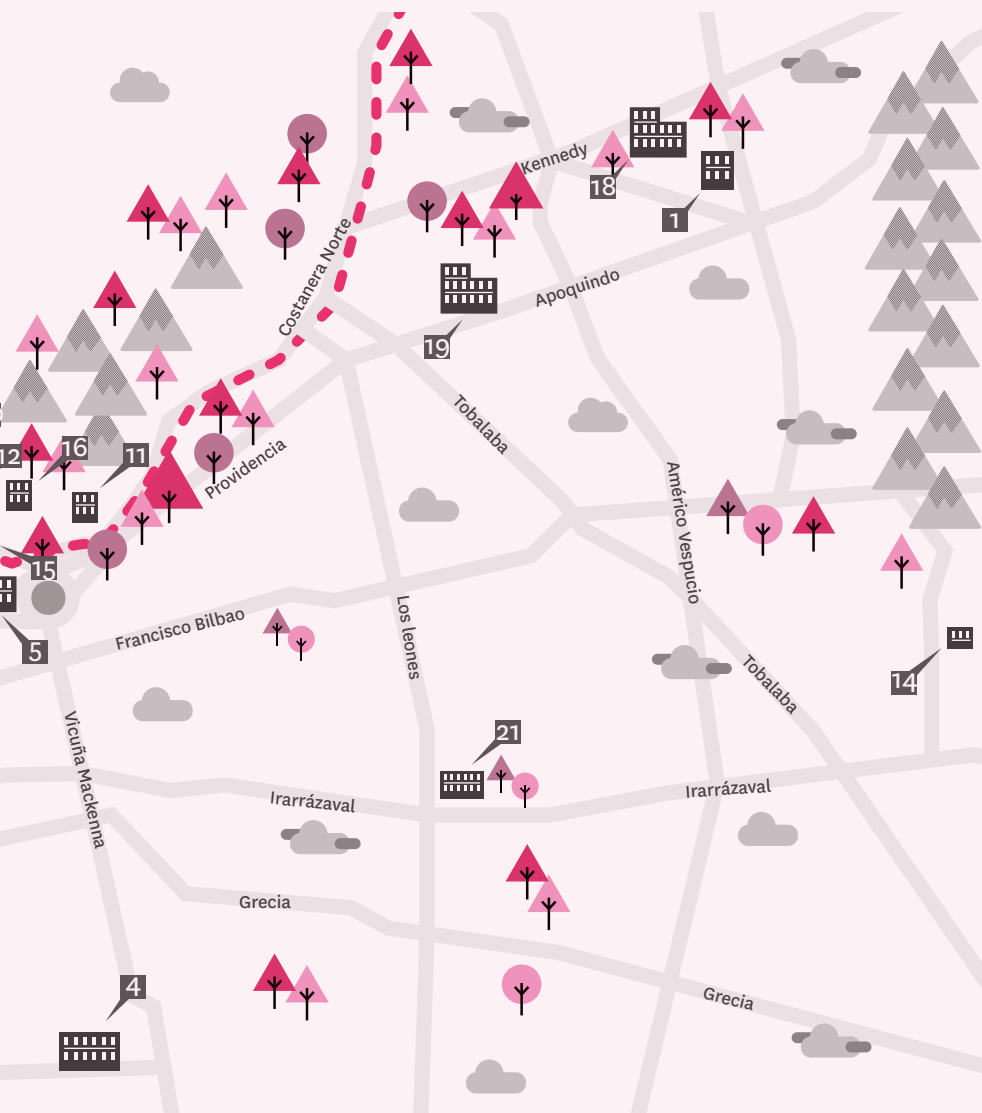 Kennedy
18
1
Costanera Norte
Apoquindo
19
Tobalaba
12
16
11
Providencia
Américo Vespucio
15
5
Francisco Bilbao
Los leones
14
Tobalaba
Vicuña Mackenna
21
Irarrázaval
Irarrázaval
Grecia
4
Grecia